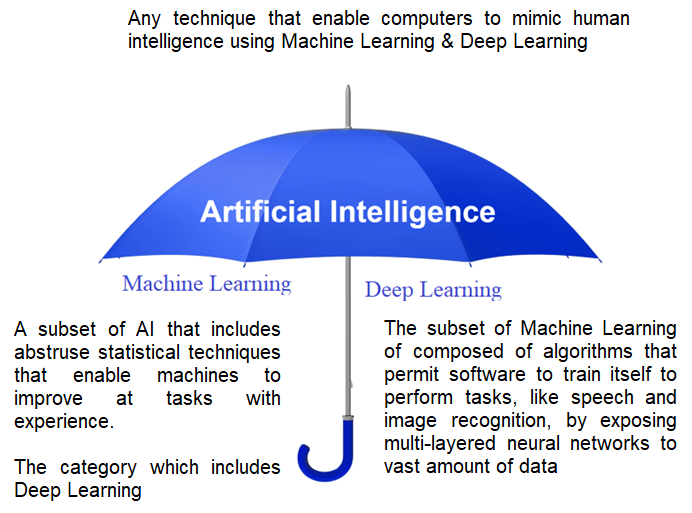 Any technique that enable computers to mimic human
intelligence using Machine Learning & Deep Learning
Artificial Intelligence
Machine Learning
A subset of AI that includes
abstruse statistical techniques
that enable machines to
improve at tasks with
experience.
The category which includes
Deep Learning
Deep Learning
The subset of Machine Learning
of composed of algorithms that
permit software to train itself to
perform tasks, like speech and
image recognition, by exposing
multi-layered neural networks to
vast amount of data